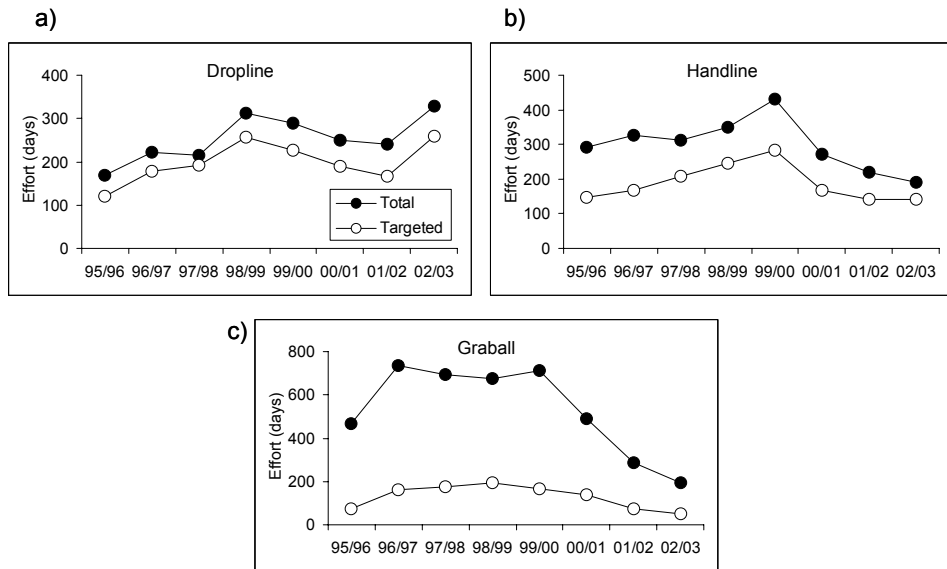 a)
Dropline
Effort (days)
400
300
200
100
0
Total
Targeted
95/96 96/97 97/98 98/99 99/00 00/01 01/02 02/03
b)
Handline
Effort (days)
500
400
300
200
100
0
95/96 96/97 97/98 98/99 99/00 00/01 01/02 02/03
c)
Graball
Effort (days)
800
600
400
200
0
95/96 96/97 97/98 98/99 99/00 00/01 01/02 02/03